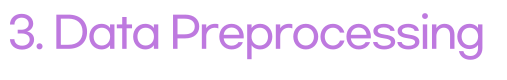 3. Data Preprocessing